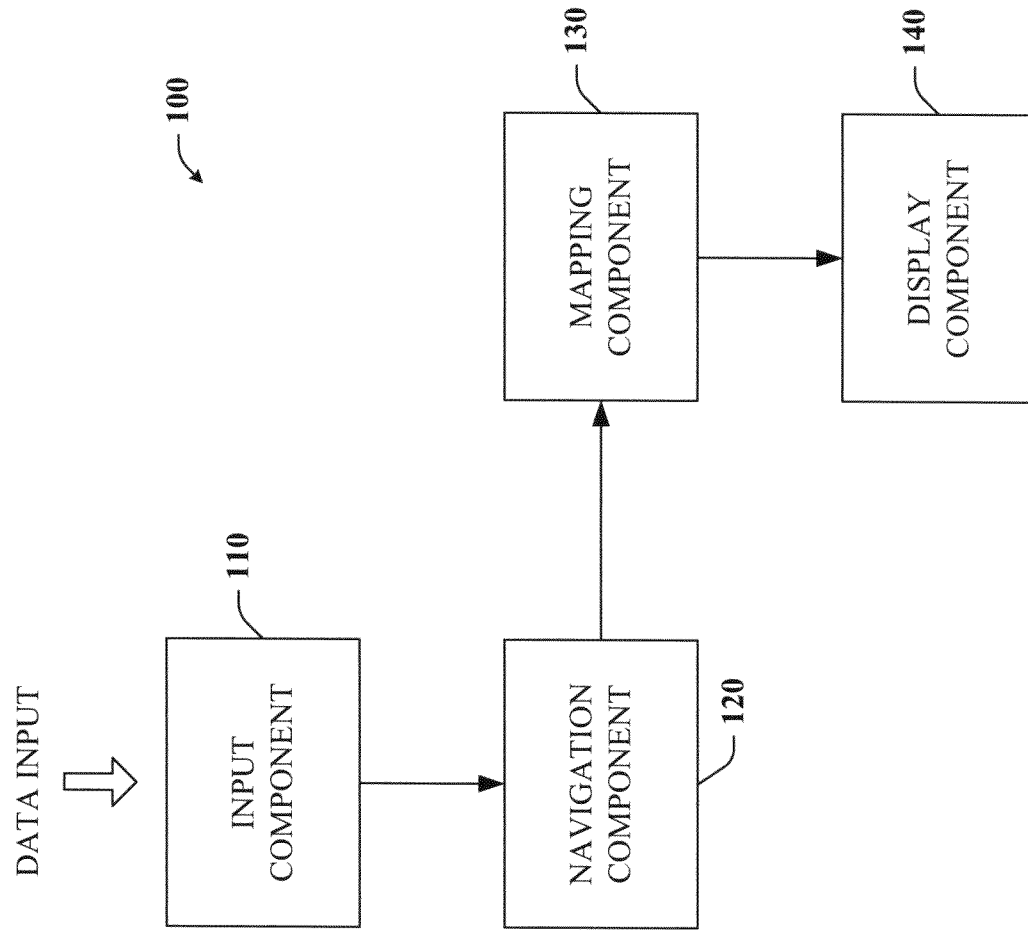 DATA INPUT
INPUT
COMPONENT
110
NAVIGATION
COMPONENT
120
100
MAPPING
COMPONENT
130
DISPLAY
COMPONENT
140